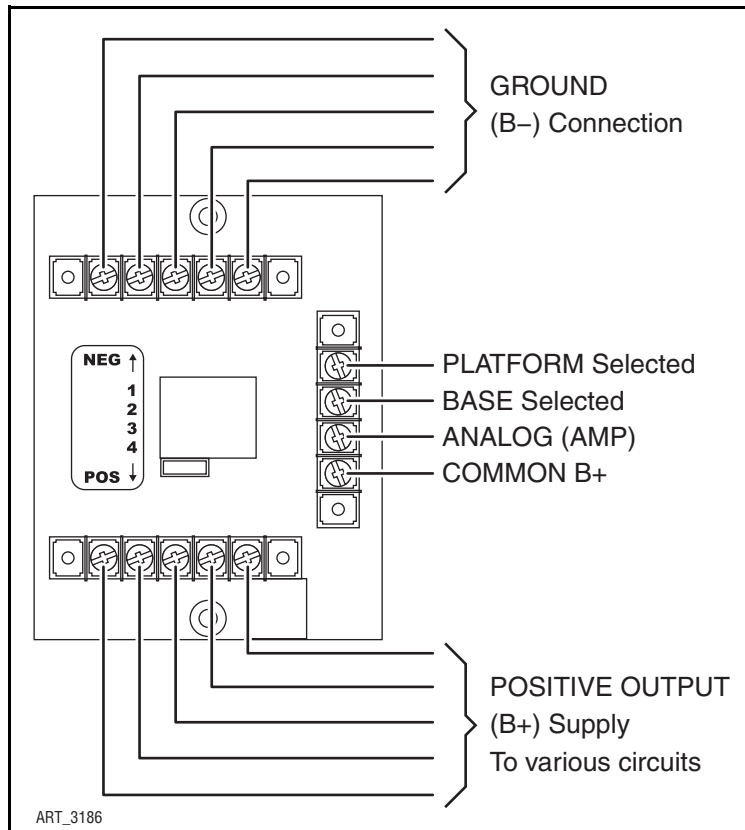 GROUND
(B–) Connection
PLATFORM Selected
BASE Selected
ANALOG (AMP)
COMMON B+
NEG ↑
1
2
3
4
POS ↓
POSITIVE OUTPUT
(B+) Supply
To various circuits
ART_3186